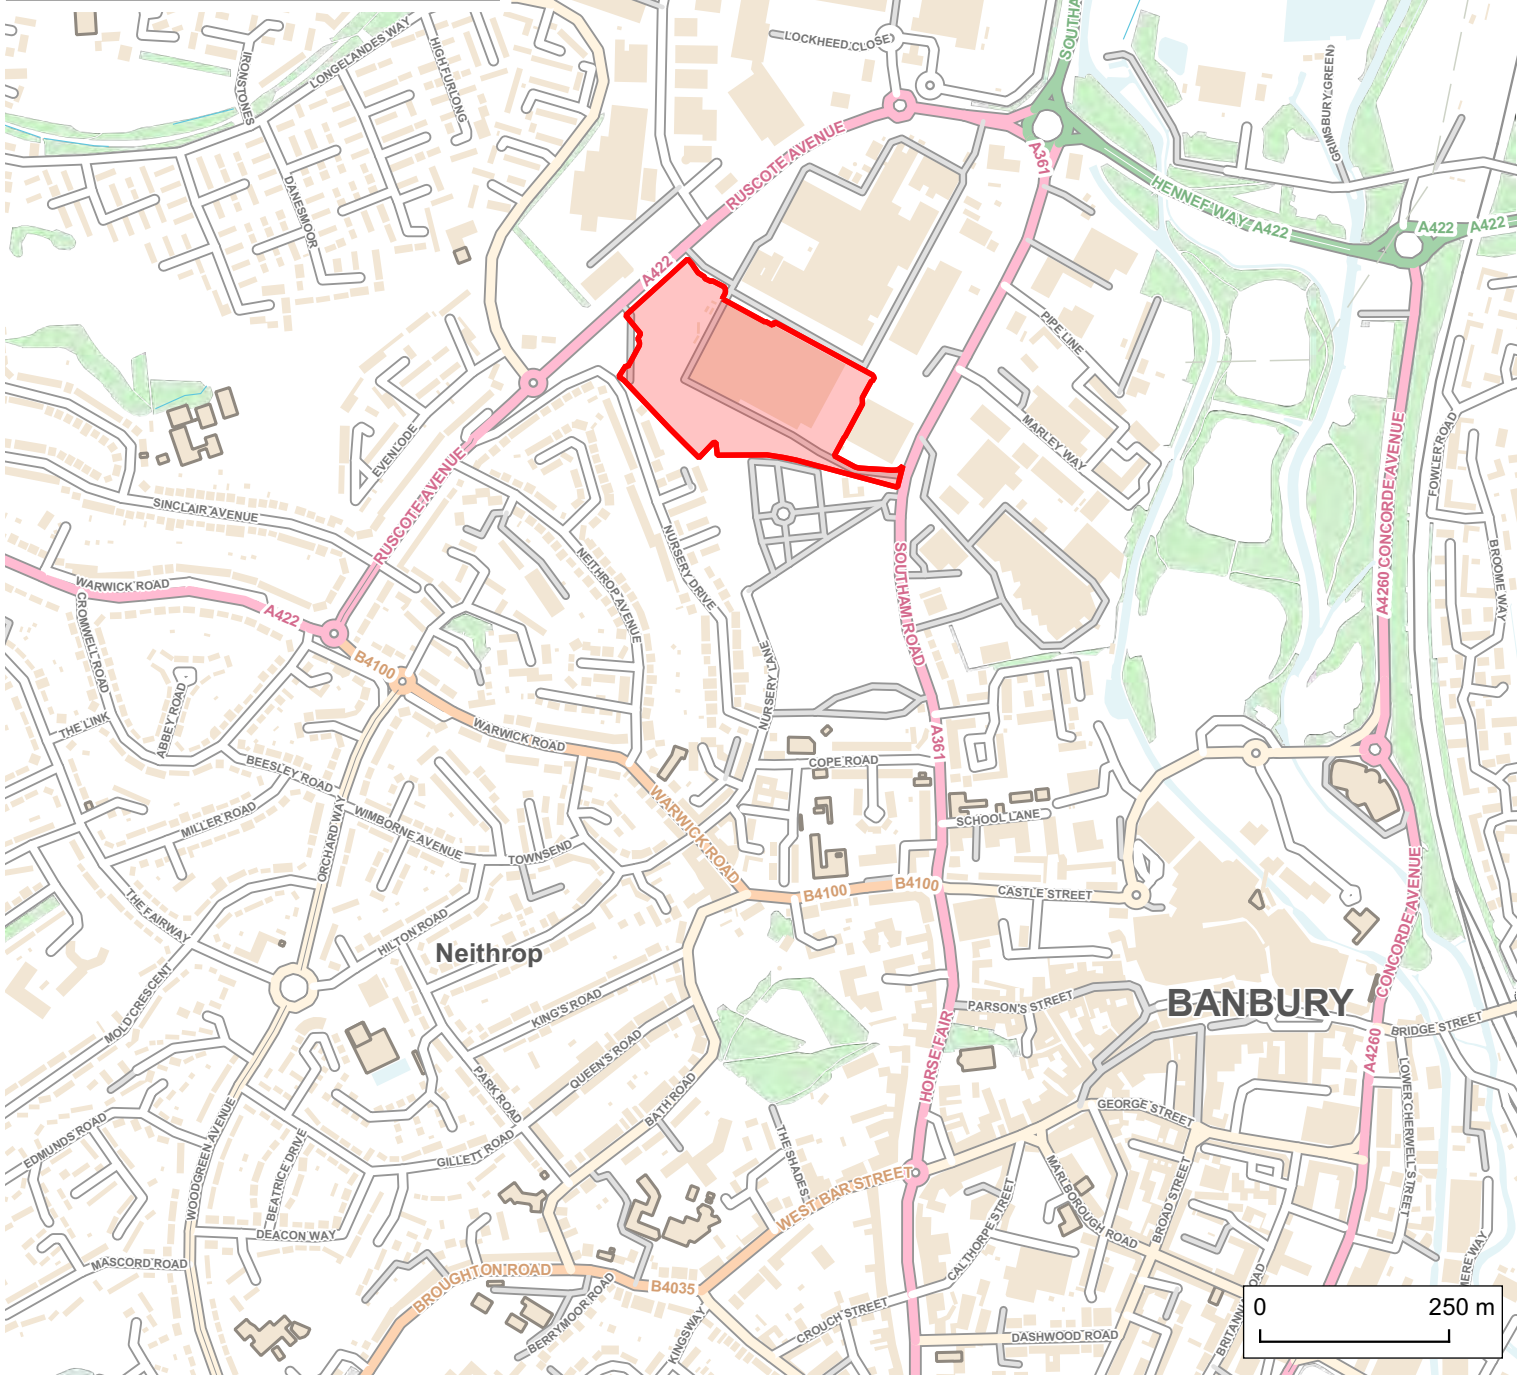 LOCKHEED CLOSE
SOUTHA
LONGELANDES WAY
HIGH FURLONG
IRONSTONES
GRIMSBURY GREEN
RUSCOTE AVENUE
A361
DANESMOOR
HENNEF WAY A422
A422
A422
A422
PIPE LINE
MARLEY WAY
EVENLODE
RUSCOTE AVENUE
SINCLAIR AVENUE
A4260 CONCORDE AVENUE
FOWLER ROAD
BROOME WAY
NURSERY DRIVE
NEITHROP AVENUE
SOUTHAM ROAD
WARWICK ROAD
A422
CROMWELL ROAD
B4100
ABBEY ROAD
THE LINK
NURSERY LANE
WARWICK ROAD
A361
COPE ROAD
BEESLEY ROAD
MILLER ROAD
WIMBORNE AVENUE
ORCHARD WAY
TOWNSEND
WARWICK ROAD
SCHOOL LANE
B4100
B4100
CASTLE STREET
CONCORDE AVENUE
THE FAIRWAY
HILTON ROAD
Neithrop
MOLD CRESCENT
KING'S ROAD
QUEEN'S ROAD
PARSON'S STREET
BANBURY
BRIDGE STREET
A4260
HORSE FAIR
PARK ROAD
BATH ROAD
GEORGE STREET
LOWER CHERWELL STREET
EDMUNDS ROAD
WOODGREEN AVENUE
BEATRICE DRIVE
GILLETT ROAD
THE SHADES
WEST BAR STREET
MARLBOROUGH ROAD
BROAD STREET
CALTHORPE STREET
DEACON WAY
MASCORD ROAD
BROUGHTON ROAD
B4035
BERRYMOOR ROAD
KINGSWAY
CROUCH STREET
DASHWOOD ROAD
BRITANN
OAD
MERE WAY
0 250 m